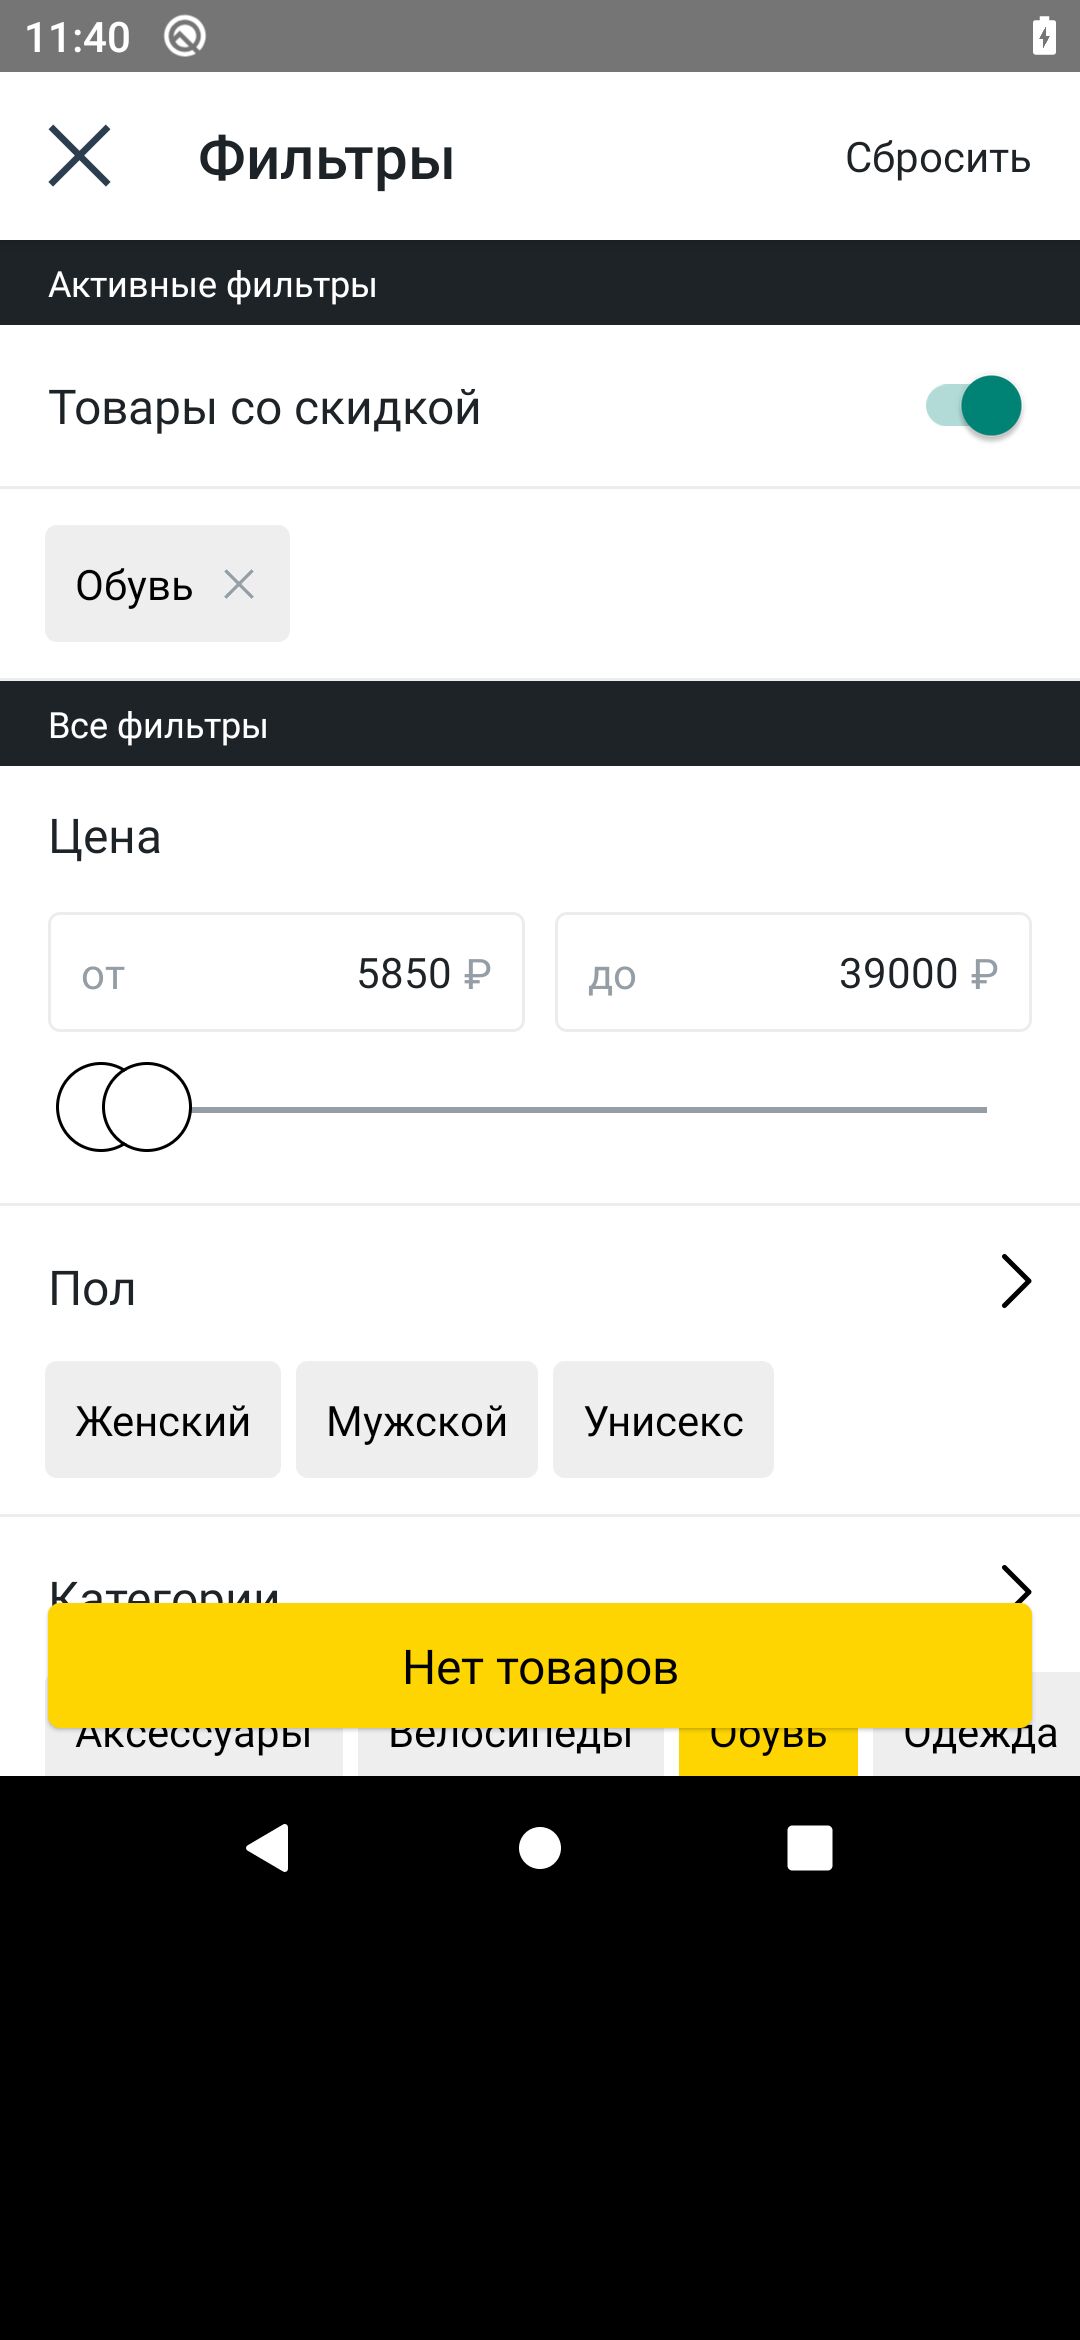 11:40
Фильтры
Сбросить
Активные фильтры
Товары со скидкой
Обувь
Все фильтры
Цена
от 5850 ₽
до 39000 ₽
Пол
Женский Мужской Унисекс
Категории
Нет товаров
Аксессуары Велосипеды Обувь Одежда